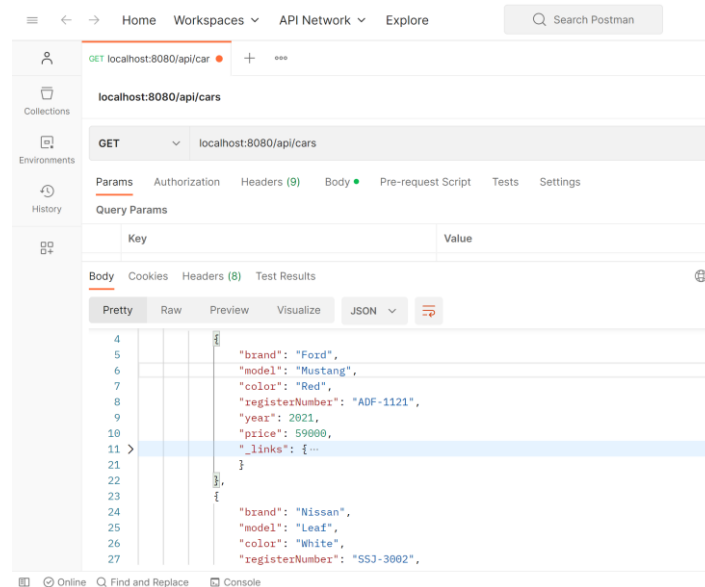 Home Workspaces API Network Explore Search Postman
GET localhost:8080/api/car
localhost:8080/api/cars
Collections
Environments
History
GET localhost:8080/api/cars
Params Authorization Headers (9) Body Pre-request Script Tests Settings
Query Params
Key Value
Body Cookies Headers (8) Test Results
Pretty Raw Preview Visualize JSON
4 {
5 "brand": "Ford",
6 "model": "Mustang",
7 "color": "Red",
8 "registerNumber": "ADF-1121",
9 "year": 2021,
10 "price": 59000,
11 "_links": { ...
21 }
22 },
23 {
24 "brand": "Nissan",
25 "model": "Leaf",
26 "color": "White",
27 "registerNumber": "SSJ-3002",
Online Find and Replace Console